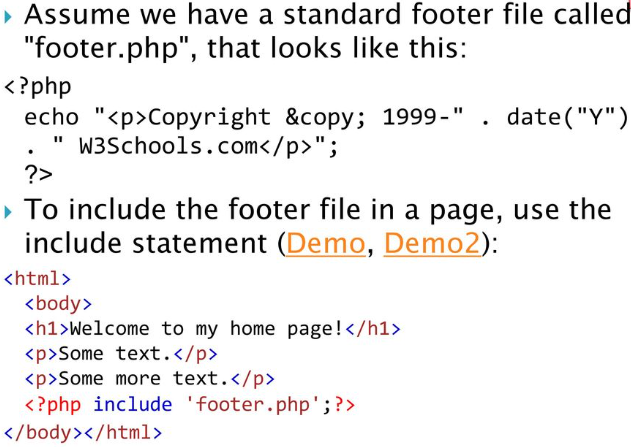 Assume we have a standard footer file called
"footer.php", that looks like this:
<?php
echo "<p>Copyright &copy; 1999-" . date("Y")
. " W3Schools.com</p>";
?>
To include the footer file in a page, use the
include statement (Demo, Demo2):
<html>
<body>
<h1>Welcome to my home page!</h1>
<p>Some text.</p>
<p>Some more text.</p>
<?php include 'footer.php';?>
</body></html>